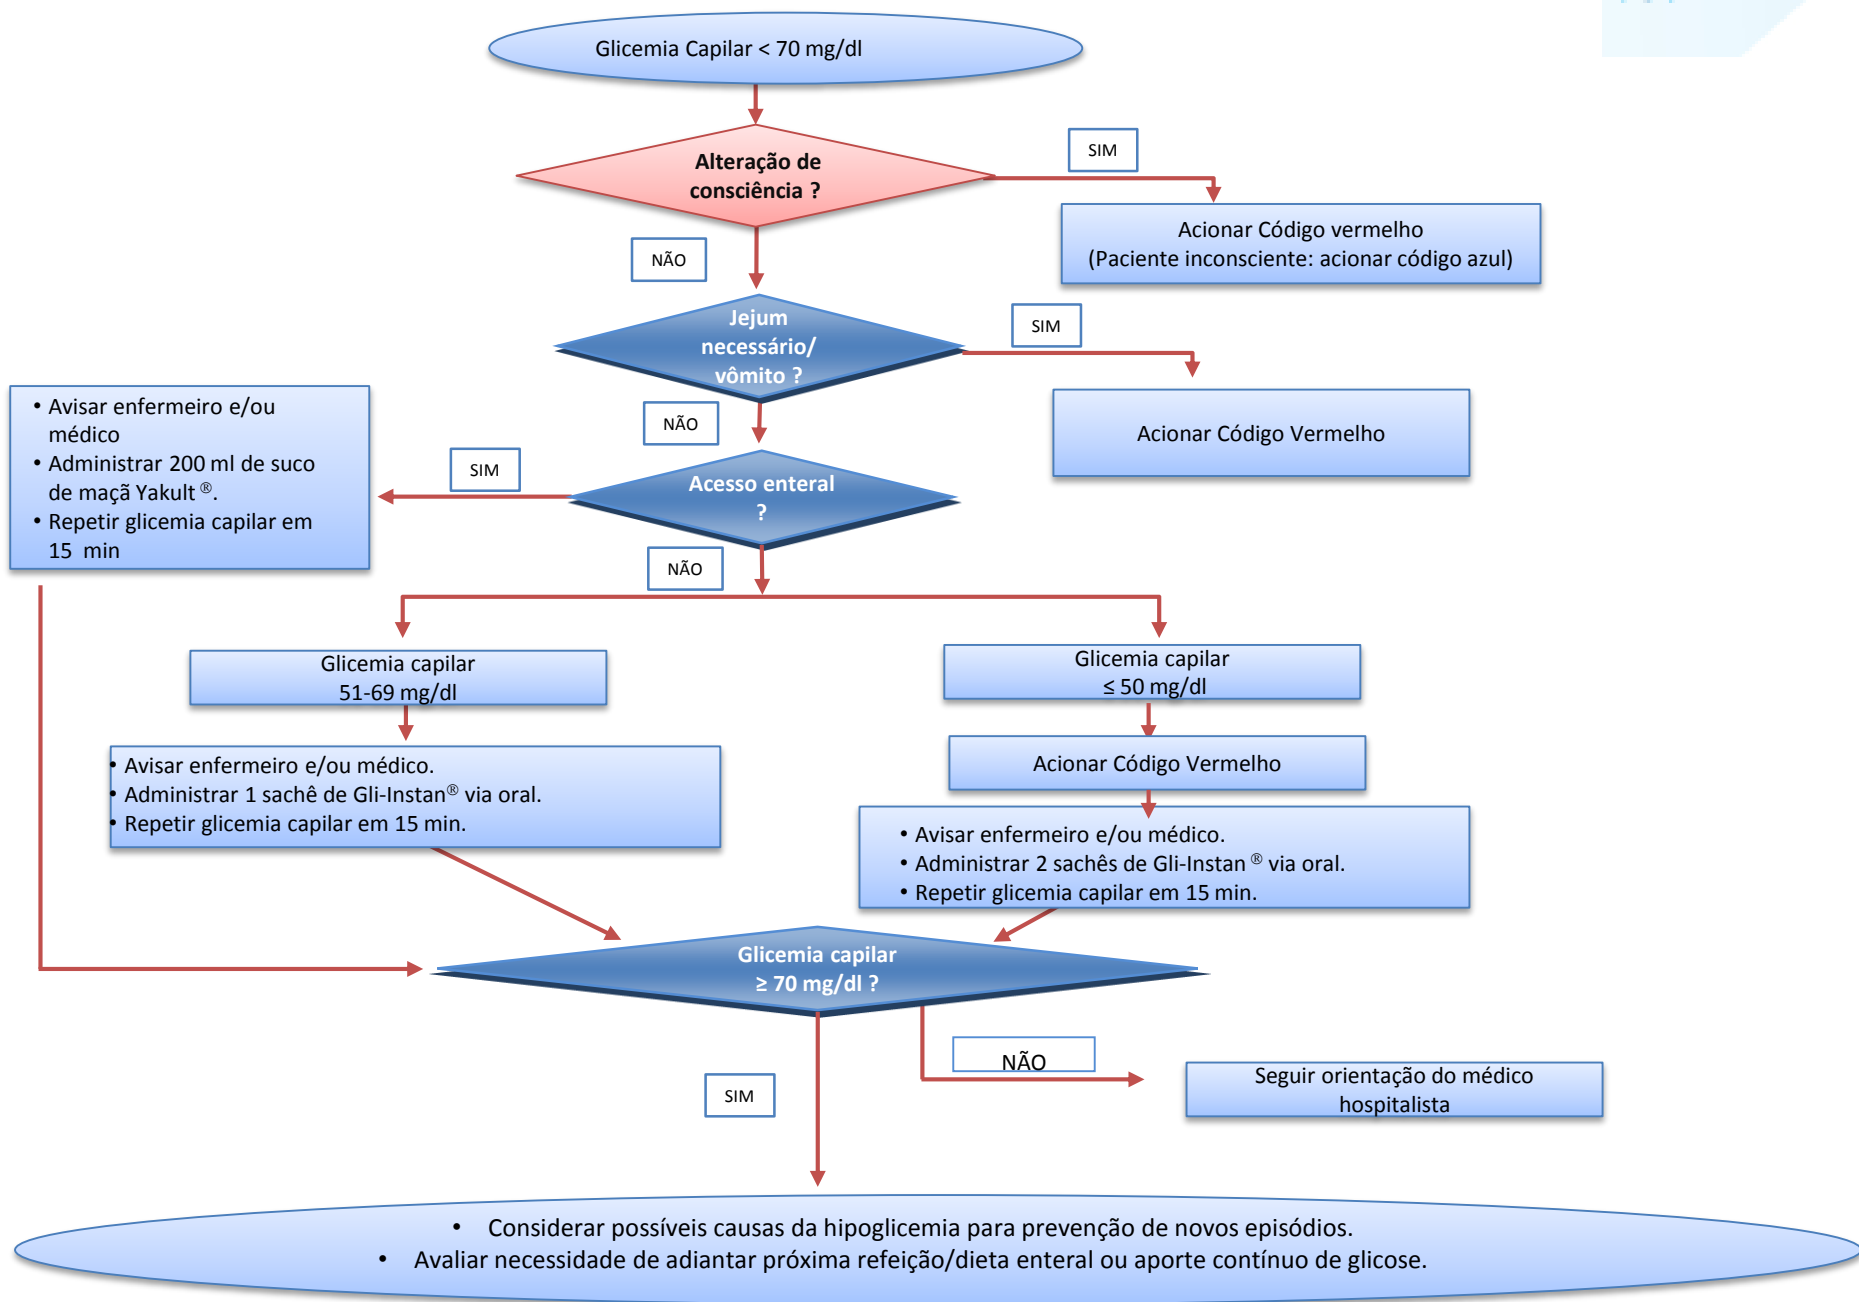 Glicemia Capilar < 70 mg/dl
Alteração de
consciência ?
SIM
Acionar Código vermelho
(Paciente inconsciente: acionar código azul)
NÃO
Jejum
necessário/
vômito ?
SIM
Acionar Código Vermelho
NÃO
Acesso enteral
?
SIM
• Avisar enfermeiro e/ou
médico
• Administrar 200 ml de suco
de maçã Yakult ®.
• Repetir glicemia capilar em
15 min
NÃO
Glicemia capilar
51-69 mg/dl
Glicemia capilar
≤ 50 mg/dl
• Avisar enfermeiro e/ou médico.
• Administrar 1 sachê de Gli-Instan® via oral.
• Repetir glicemia capilar em 15 min.
Acionar Código Vermelho
• Avisar enfermeiro e/ou médico.
• Administrar 2 sachês de Gli-Instan ® via oral.
• Repetir glicemia capilar em 15 min.
Glicemia capilar
≥ 70 mg/dl ?
NÃO
Seguir orientação do médico
hospitalista
SIM
• Considerar possíveis causas da hipoglicemia para prevenção de novos episódios.
• Avaliar necessidade de adiantar próxima refeição/dieta enteral ou aporte contínuo de glicose.